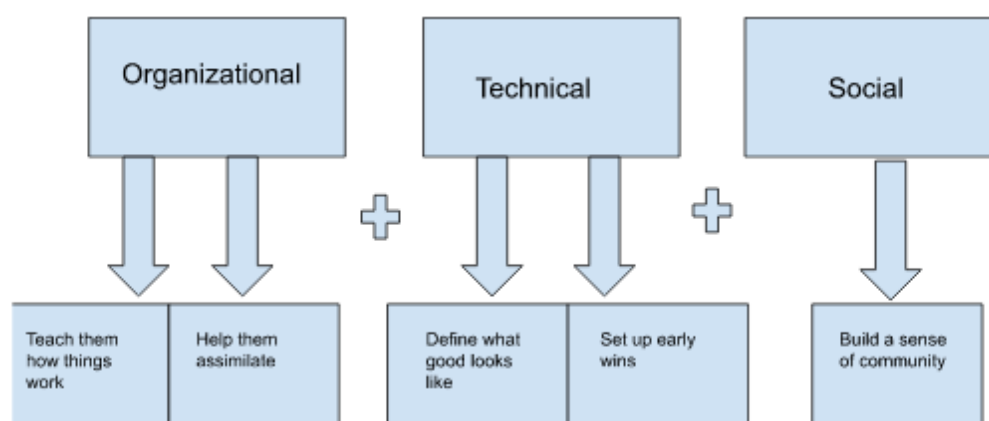 Organizational
Technical
Social
Teach them
how things
work
Help them
assimilate
Define what
good looks
like
Set up early
wins
Build a sense
of community